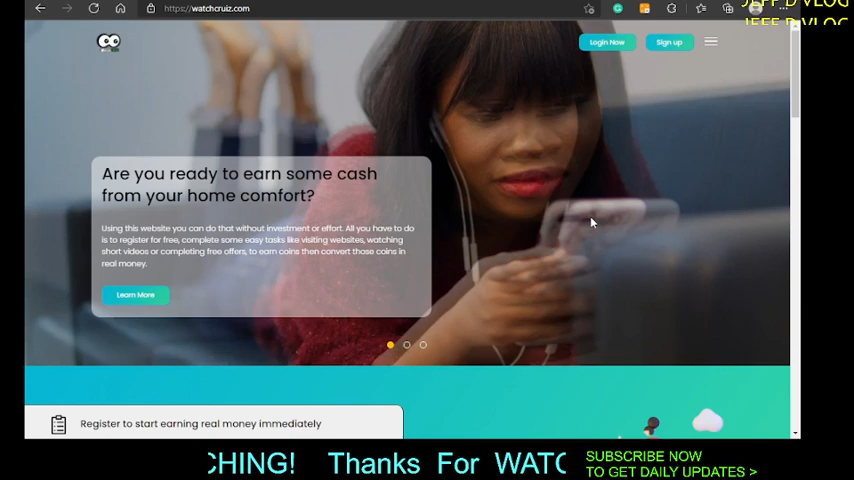 JEFF D VLOG
JEFF D VLOG
https://watchcruiz.com
Login Now
Sign up
Are you ready to earn some cash
from your home comfort?
Using this website you can do that without investment or effort. All you have to do
is to register for free, complete some easy tasks like visiting websites, watching
short videos or completing free offers, to earn coins then convert those coins in
real money.
Learn More
Register to start earning real money immediately
CHING! Thanks For WATC
SUBSCRIBE NOW
TO GET DAILY UPDATES >